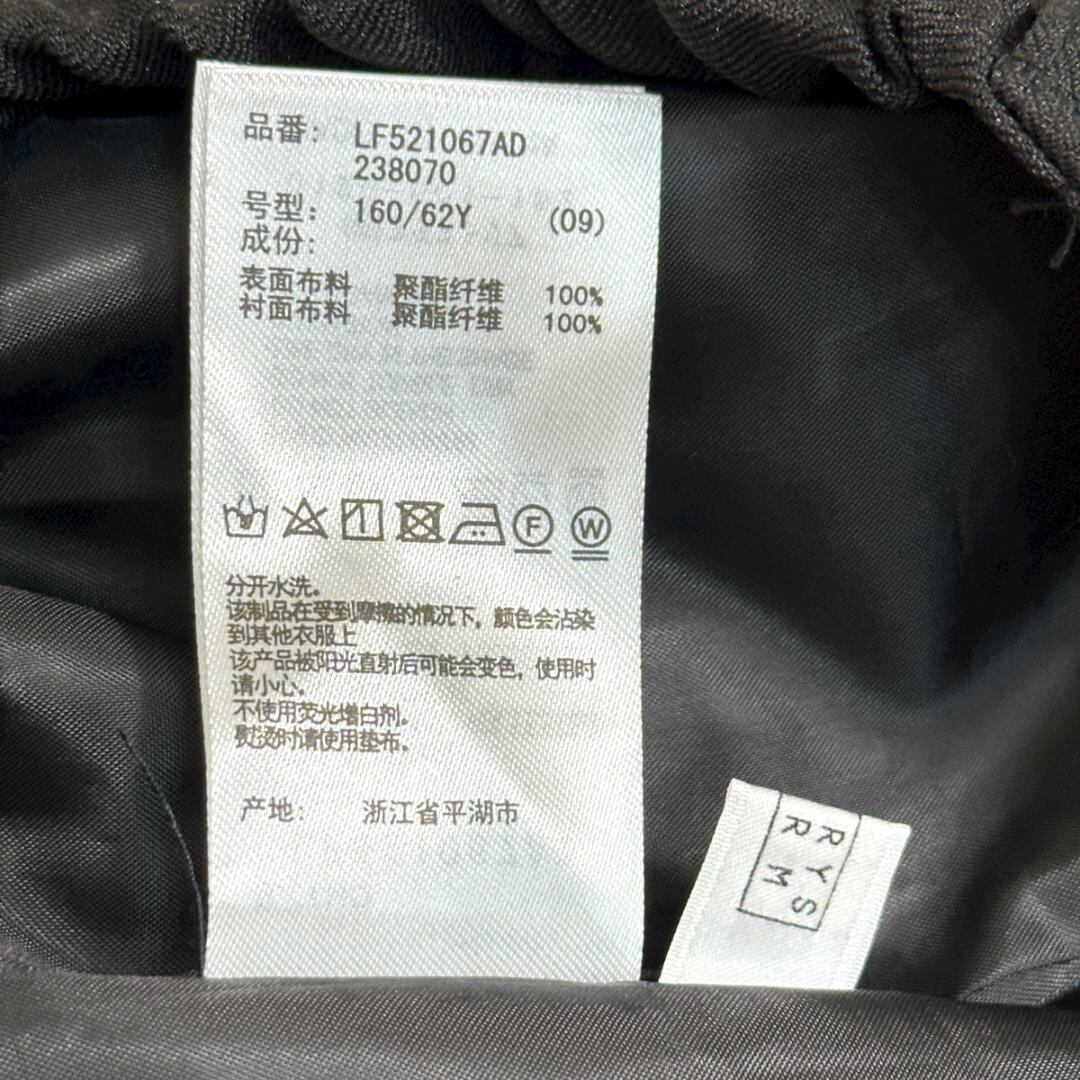 品番: LF521067AD
238070
号型: 160/62Y (09)
成份:
表面布料 聚酯纤维 100%
衬面布料 聚酯纤维 100%
F W
分开水洗。
该制品在受到摩擦的情况下，颜色会沾染
到其他衣服上
该产品被阳光直射后可能会变色，使用时
请小心。
不使用荧光增白剂。
熨烫时请使用垫布。
产地: 浙江省平湖市
RYS
RM